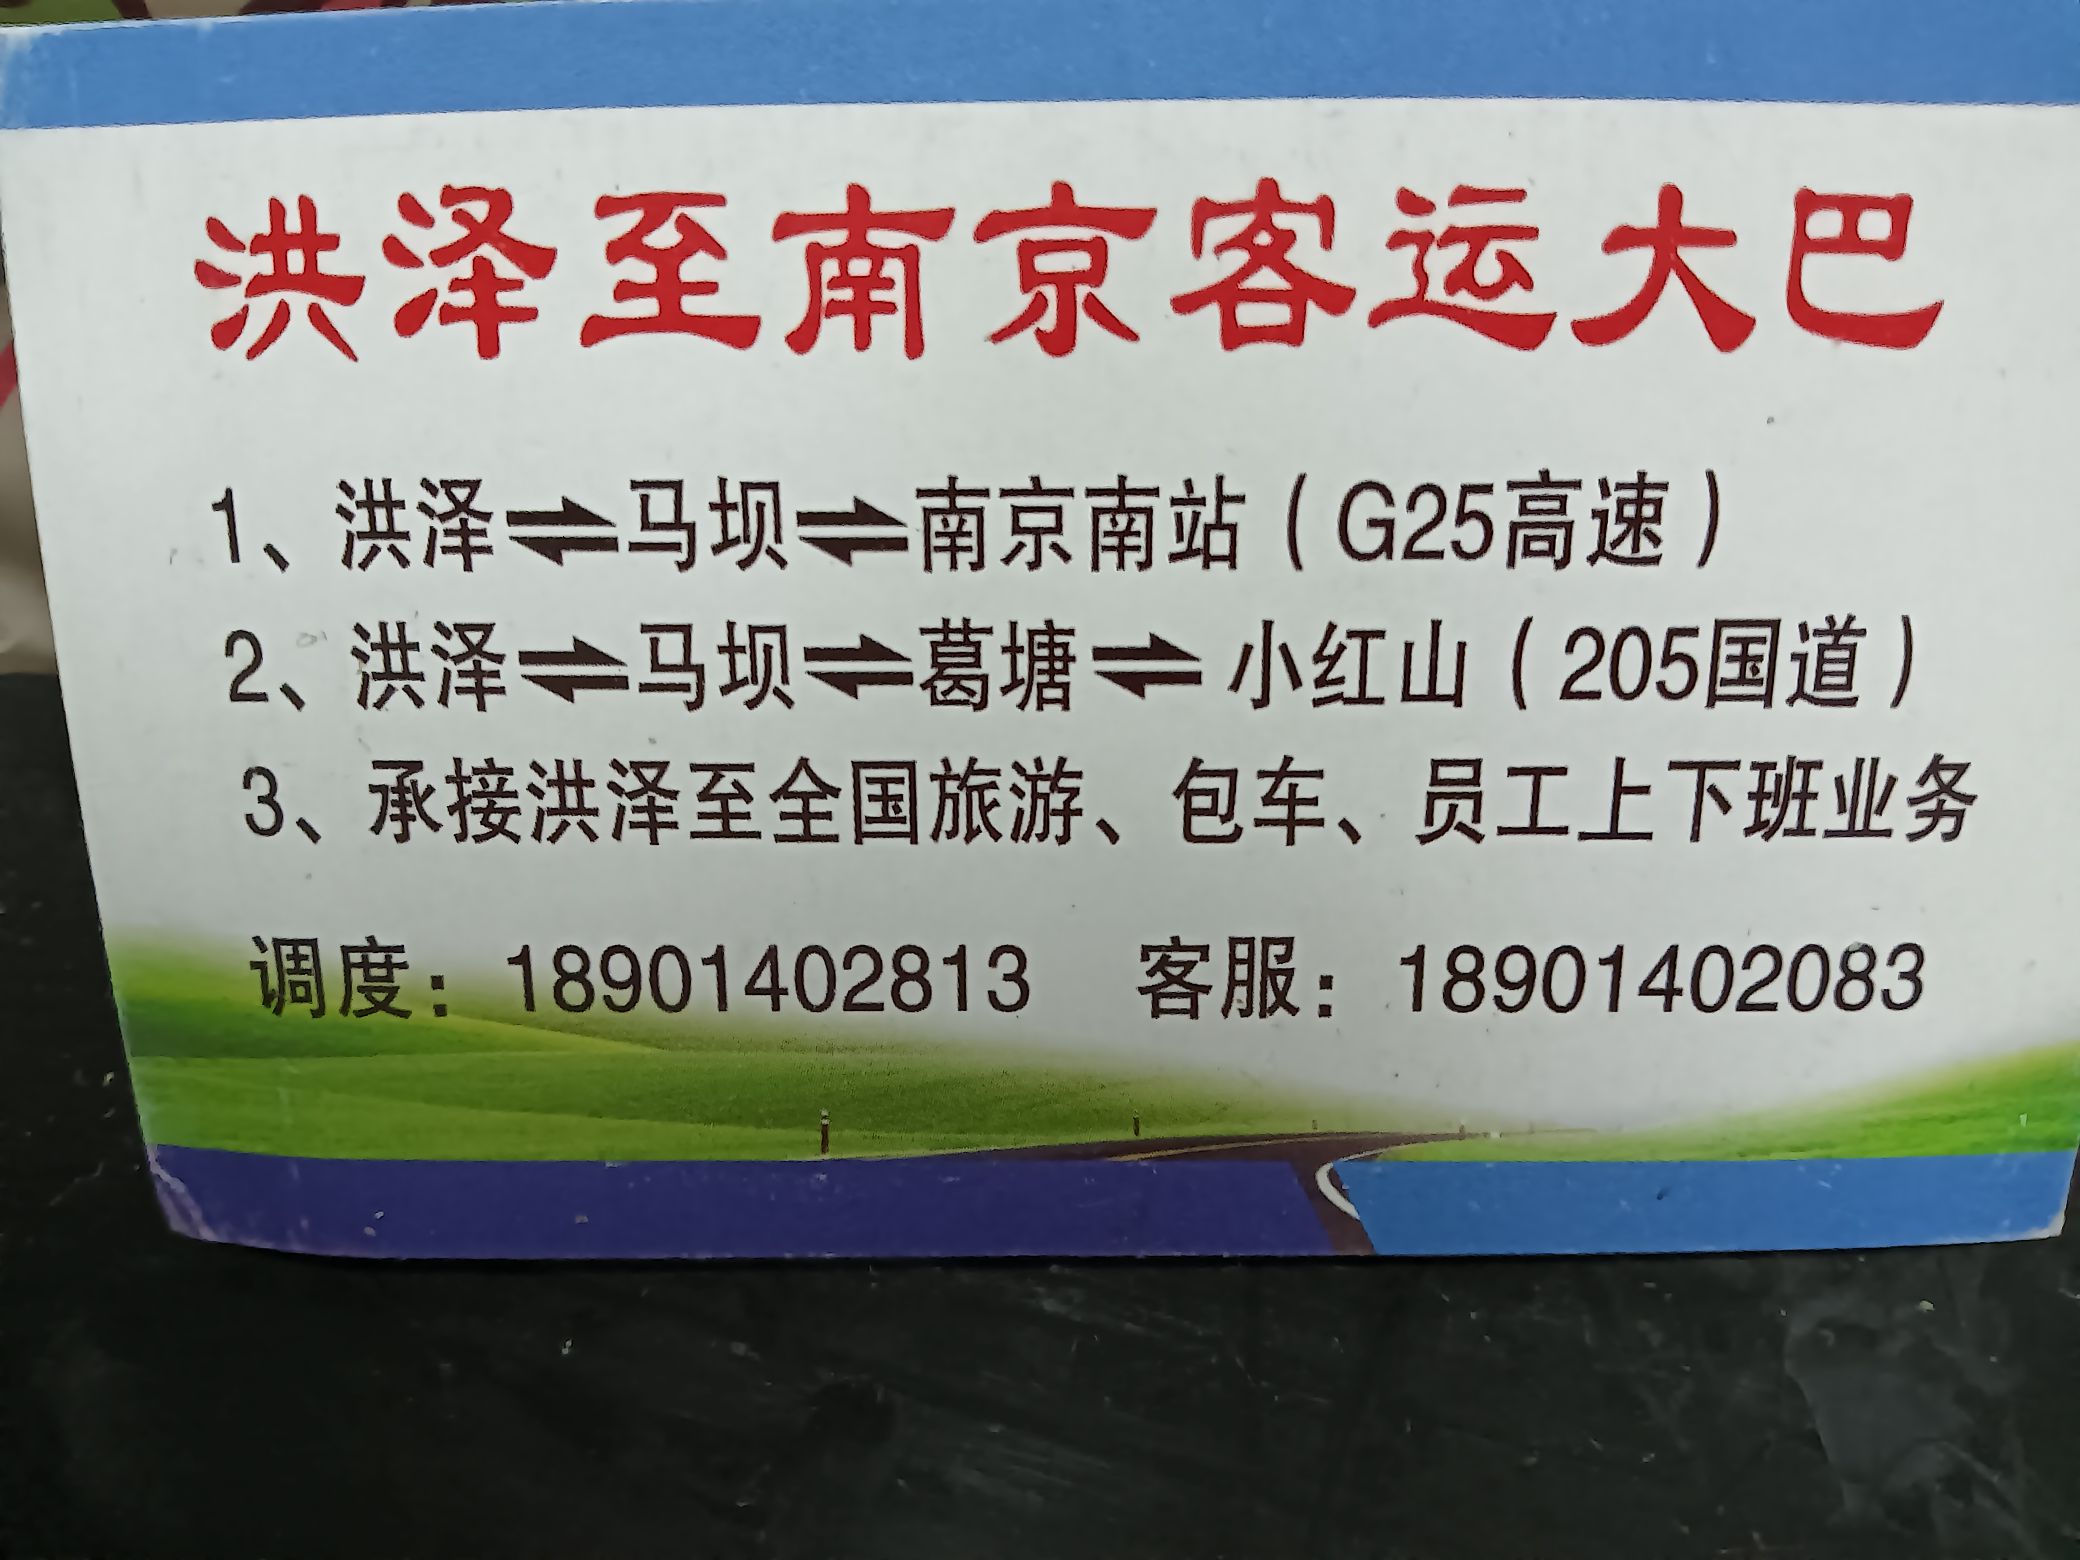 洪泽至南京客运大巴
1、洪泽⇌马坝⇌南京南站（G25高速）
2、洪泽⇌马坝⇌葛塘⇌小红山（205国道）
3、承接洪泽至全国旅游、包车、员工上下班业务
调度：18901402813 客服：18901402083